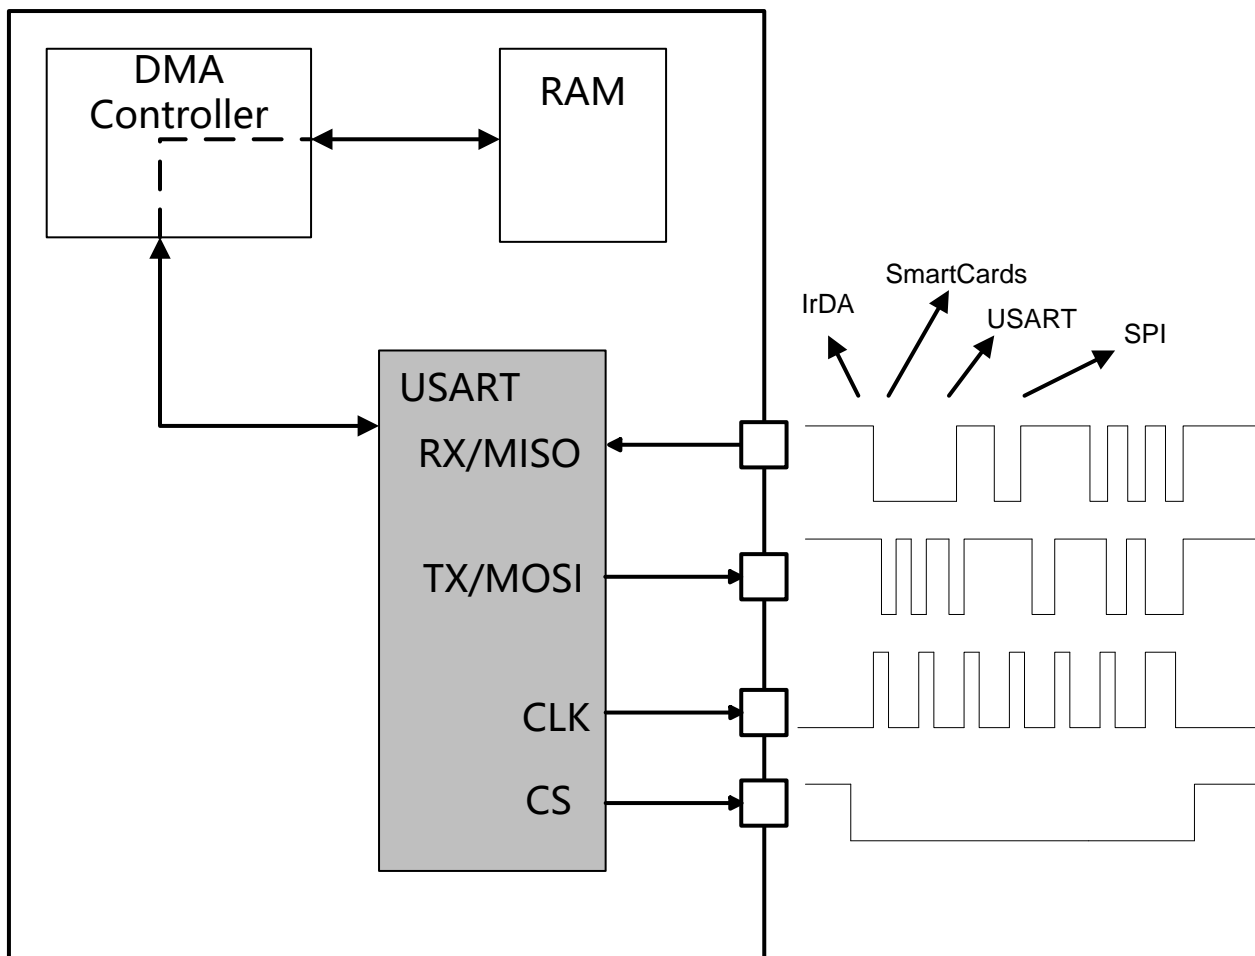 DMA
Controller
RAM
SmartCards
IrDA
USART
SPI
USART
RX/MISO
TX/MOSI
CLK
CS